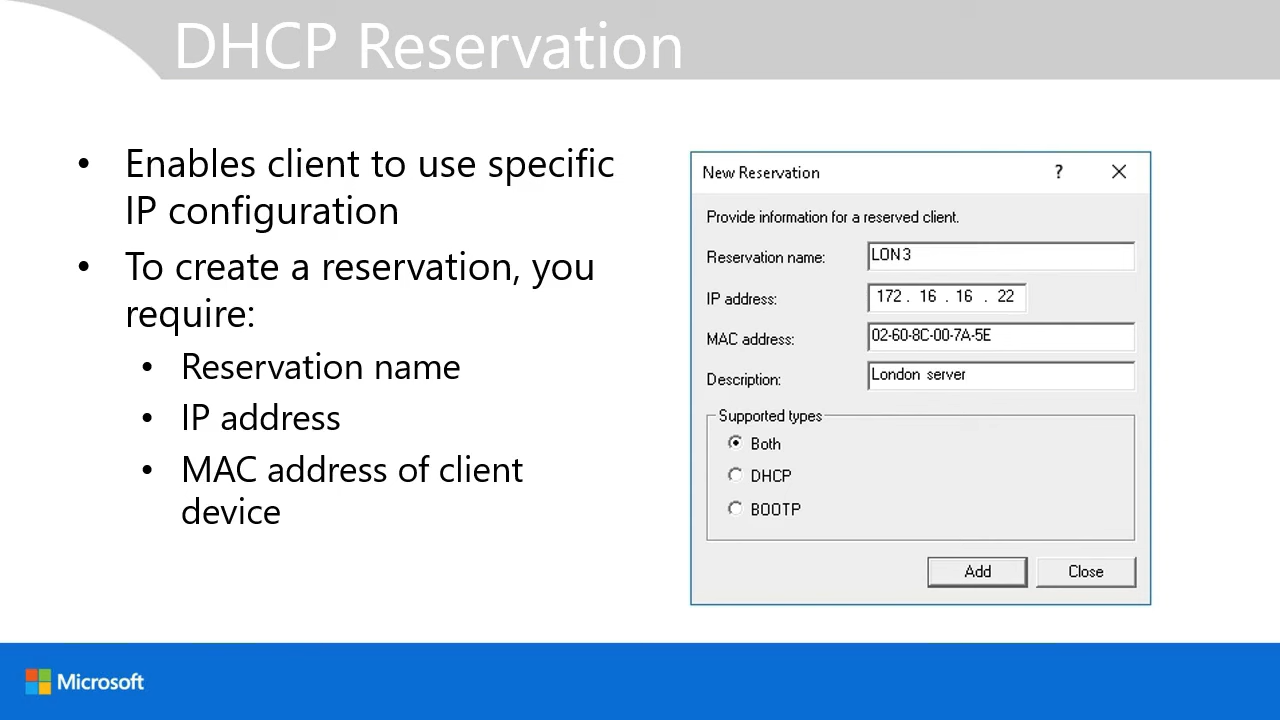 DHCP Reservation
• Enables client to use specific
IP configuration
• To create a reservation, you
require:
• Reservation name
• IP address
• MAC address of client
device
New Reservation ? ✕
Provide information for a reserved client.
Reservation name: LON3
IP address: 172 . 16 . 16 . 22
MAC address: 02-60-8C-00-7A-5E
Description: London server
Supported types
Both
DHCP
BOOTP
Add Close
Microsoft